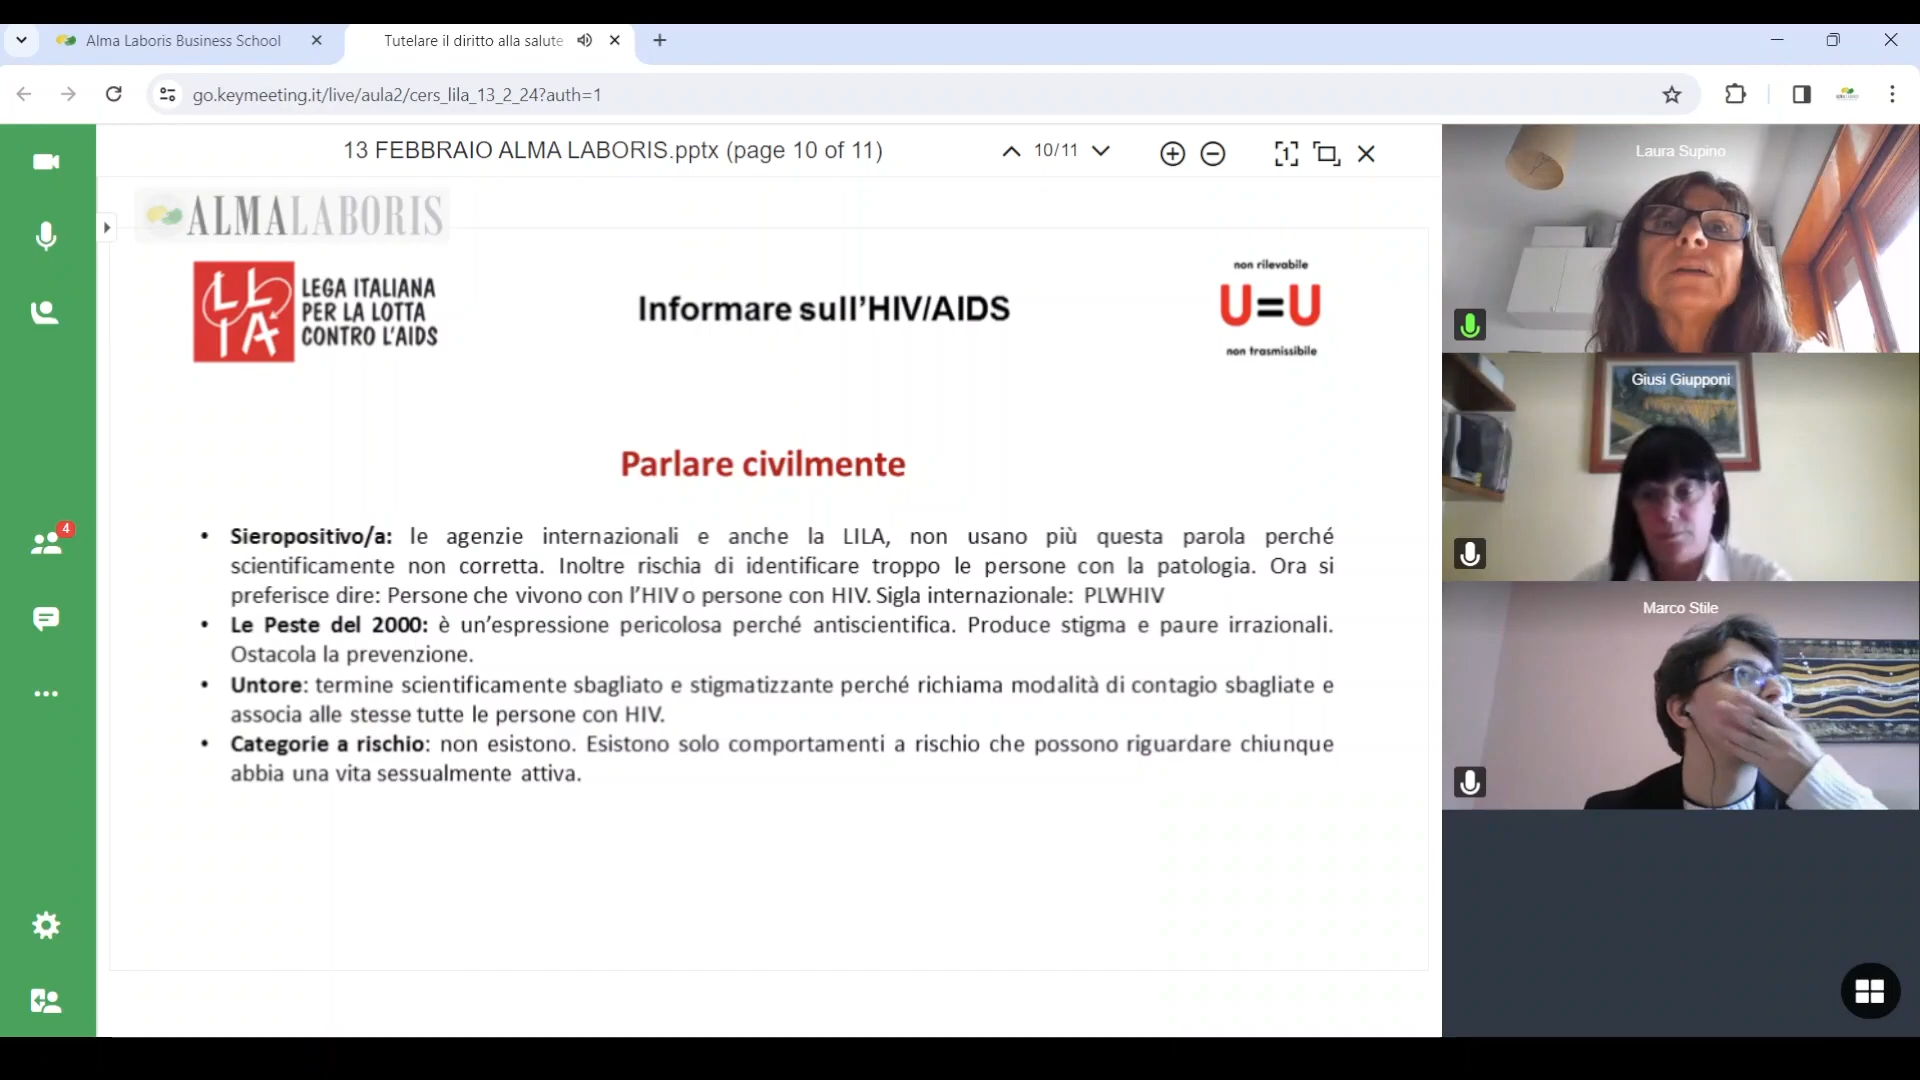 Alma Laboris Business School
Tutelare il diritto alla salute
go.keymeeting.it/live/aula2/cers_lila_13_2_24?auth=1
13 FEBBRAIO ALMA LABORIS.pptx (page 10 of 11)
10/11
1
ALMALABORIS
LILA
LEGA ITALIANA
PER LA LOTTA
CONTRO L'AIDS
Informare sull'HIV/AIDS
non rilevabile
U=U
non trasmissibile
Parlare civilmente
• Sieropositivo/a: le agenzie internazionali e anche la LILA, non usano più questa parola perché
scientificamente non corretta. Inoltre rischia di identificare troppo le persone con la patologia. Ora si
preferisce dire: Persone che vivono con l'HIV o persone con HIV. Sigla internazionale: PLWHIV
• Le Peste del 2000: è un'espressione pericolosa perché antiscientifica. Produce stigma e paure irrazionali.
Ostacola la prevenzione.
• Untore: termine scientificamente sbagliato e stigmatizzante perché richiama modalità di contagio sbagliate e
associa alle stesse tutte le persone con HIV.
• Categorie a rischio: non esistono. Esistono solo comportamenti a rischio che possono riguardare chiunque
abbia una vita sessualmente attiva.
4
Laura Supino
Giusi Giupponi
Marco Stile